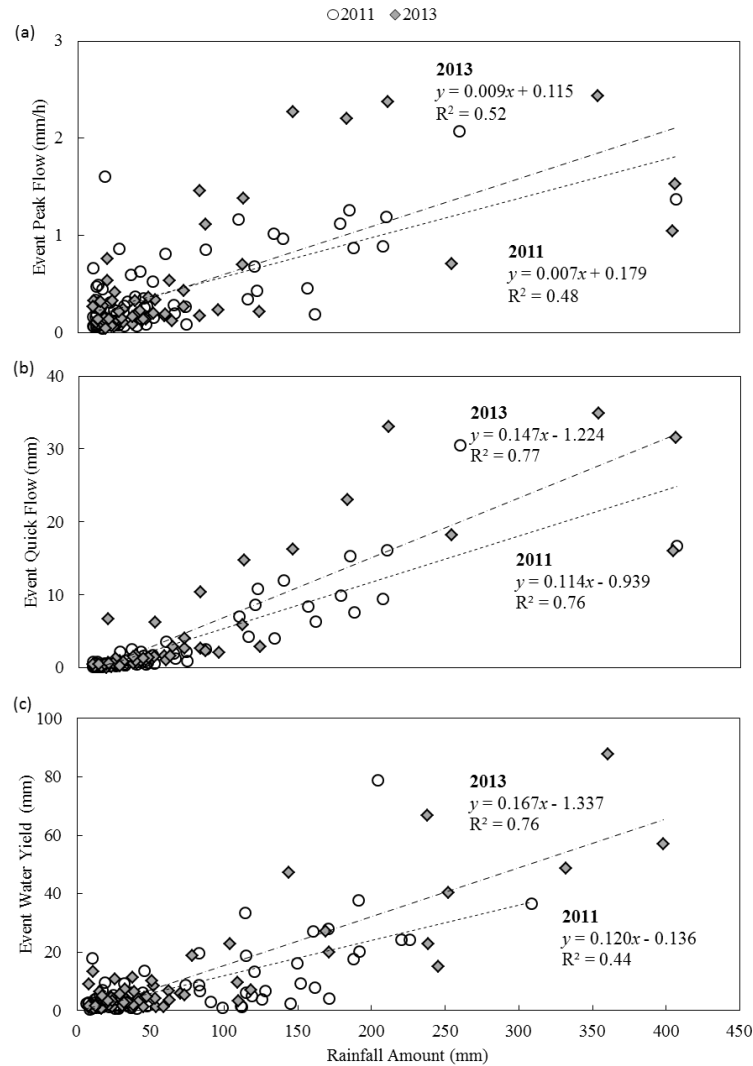 2011 2013
(a)
3
2
1
0
Event Peak Flow (mm/h)
2013
y = 0.009x + 0.115
R² = 0.52
2011
y = 0.007x + 0.179
R² = 0.48
(b)
40
30
20
10
0
Event Quick Flow (mm)
2013
y = 0.147x - 1.224
R² = 0.77
2011
y = 0.114x - 0.939
R² = 0.76
(c)
100
80
60
40
20
0
Event Water Yield (mm)
2013
y = 0.167x - 1.337
R² = 0.76
2011
y = 0.120x - 0.136
R² = 0.44
0 50 100 150 200 250 300 350 400 450
Rainfall Amount (mm)